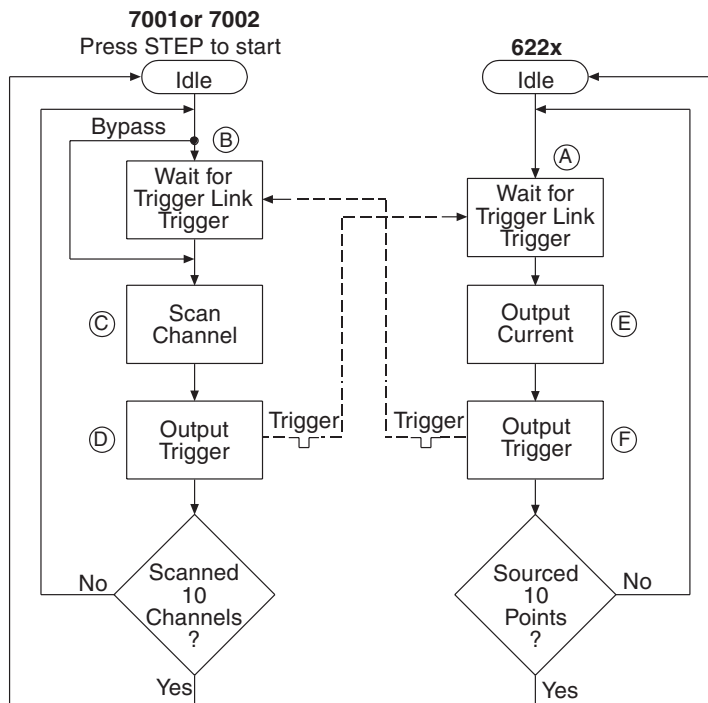 7001or 7002
Press STEP to start
Idle
Bypass
B
Wait for
Trigger Link
Trigger
C
Scan
Channel
D
Output
Trigger
Trigger
No
Scanned
10
Channels
?
Yes
622x
Idle
A
Wait for
Trigger Link
Trigger
Output
Current
E
Trigger
Output
Trigger
F
Sourced
10
Points
?
No
Yes